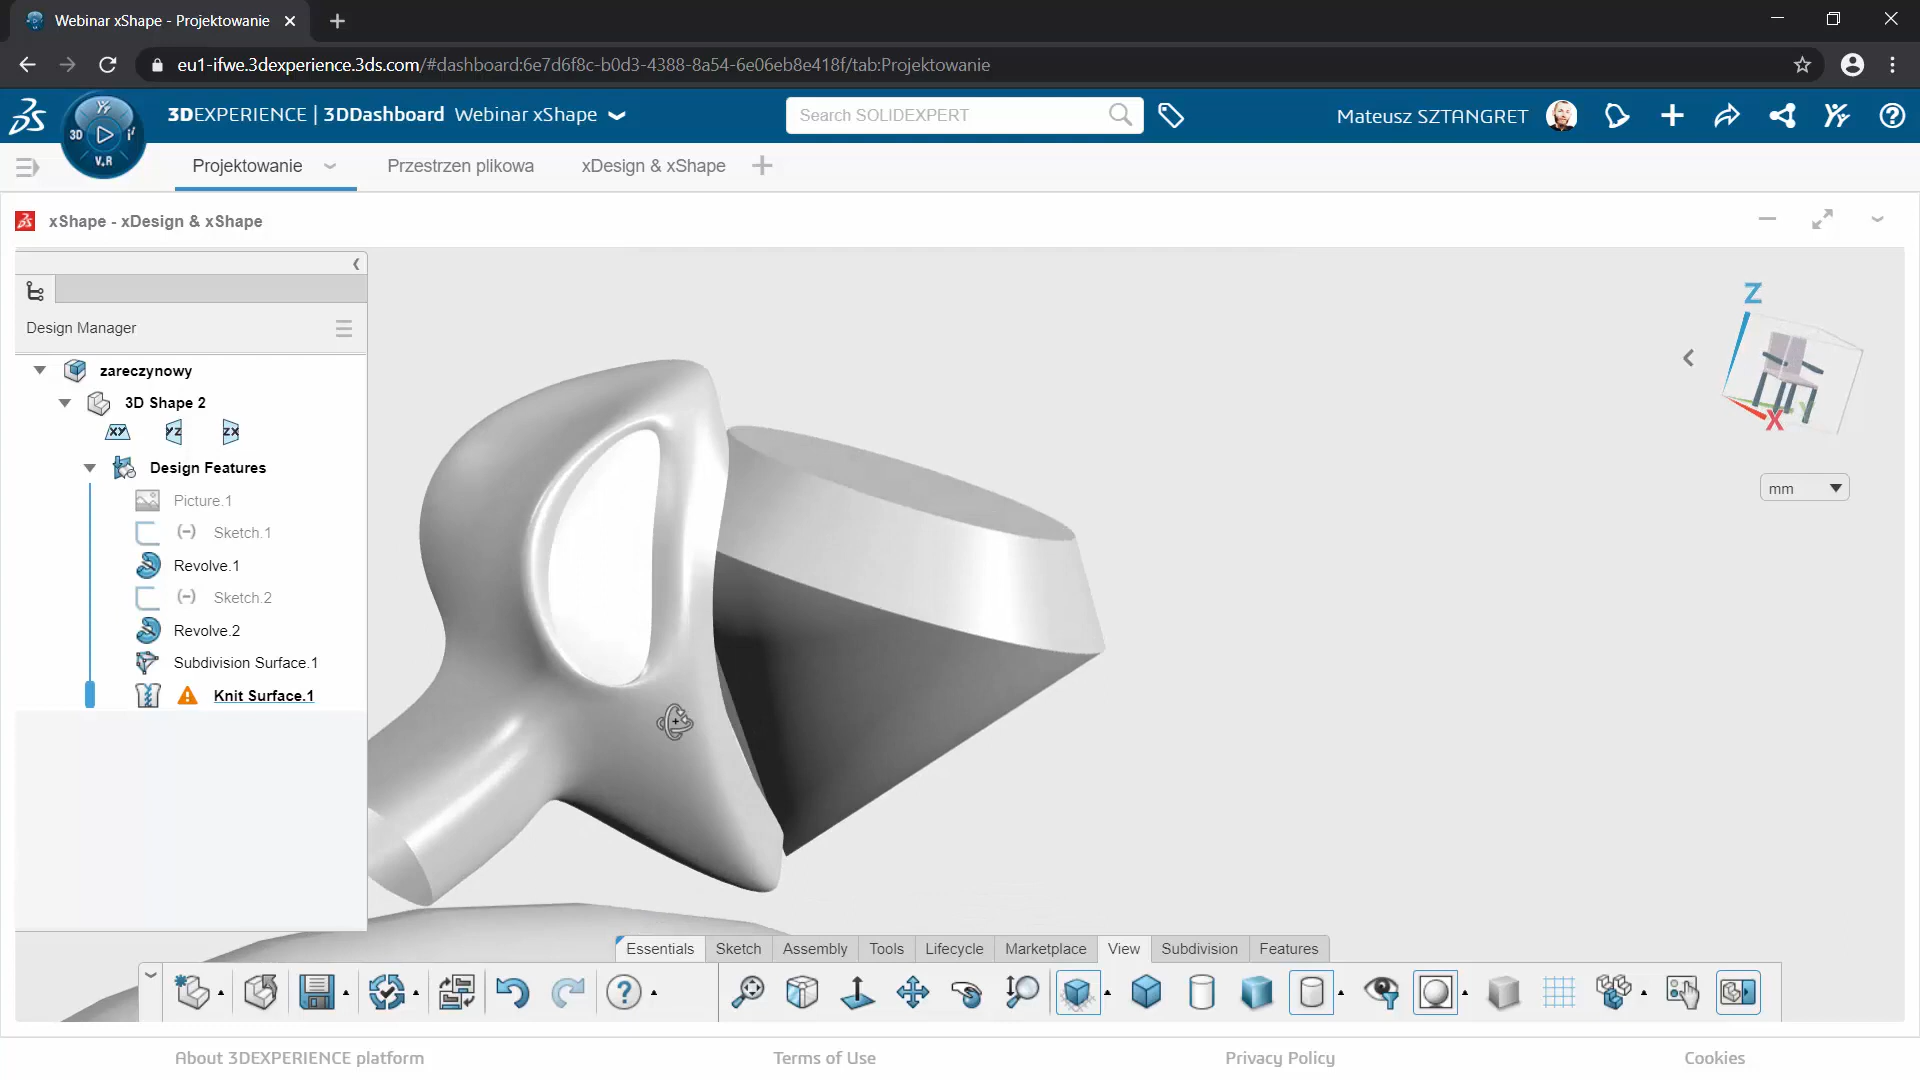 Webinar xShape - Projektowanie
eu1-ifwe.3dexperience.3ds.com/#dashboard:6e7d6f8c-b0d3-4388-8a54-6e06eb8e418f/tab:Projektowanie
3DEXPERIENCE | 3DDashboard Webinar xShape
Search SOLIDEXPERT
Mateusz SZTANGRET
3D
V.R
Projektowanie
Przestrzen plikowa
xDesign & xShape
xShape - xDesign & xShape
Design Manager
zareczynowy
3D Shape 2
XY
YZ
ZX
Design Features
Picture.1
(-) Sketch.1
Revolve.1
(-) Sketch.2
Revolve.2
Subdivision Surface.1
Knit Surface.1
Z
X
Y
mm
Essentials
Sketch
Assembly
Tools
Lifecycle
Marketplace
View
Subdivision
Features
About 3DEXPERIENCE platform
Terms of Use
Privacy Policy
Cookies